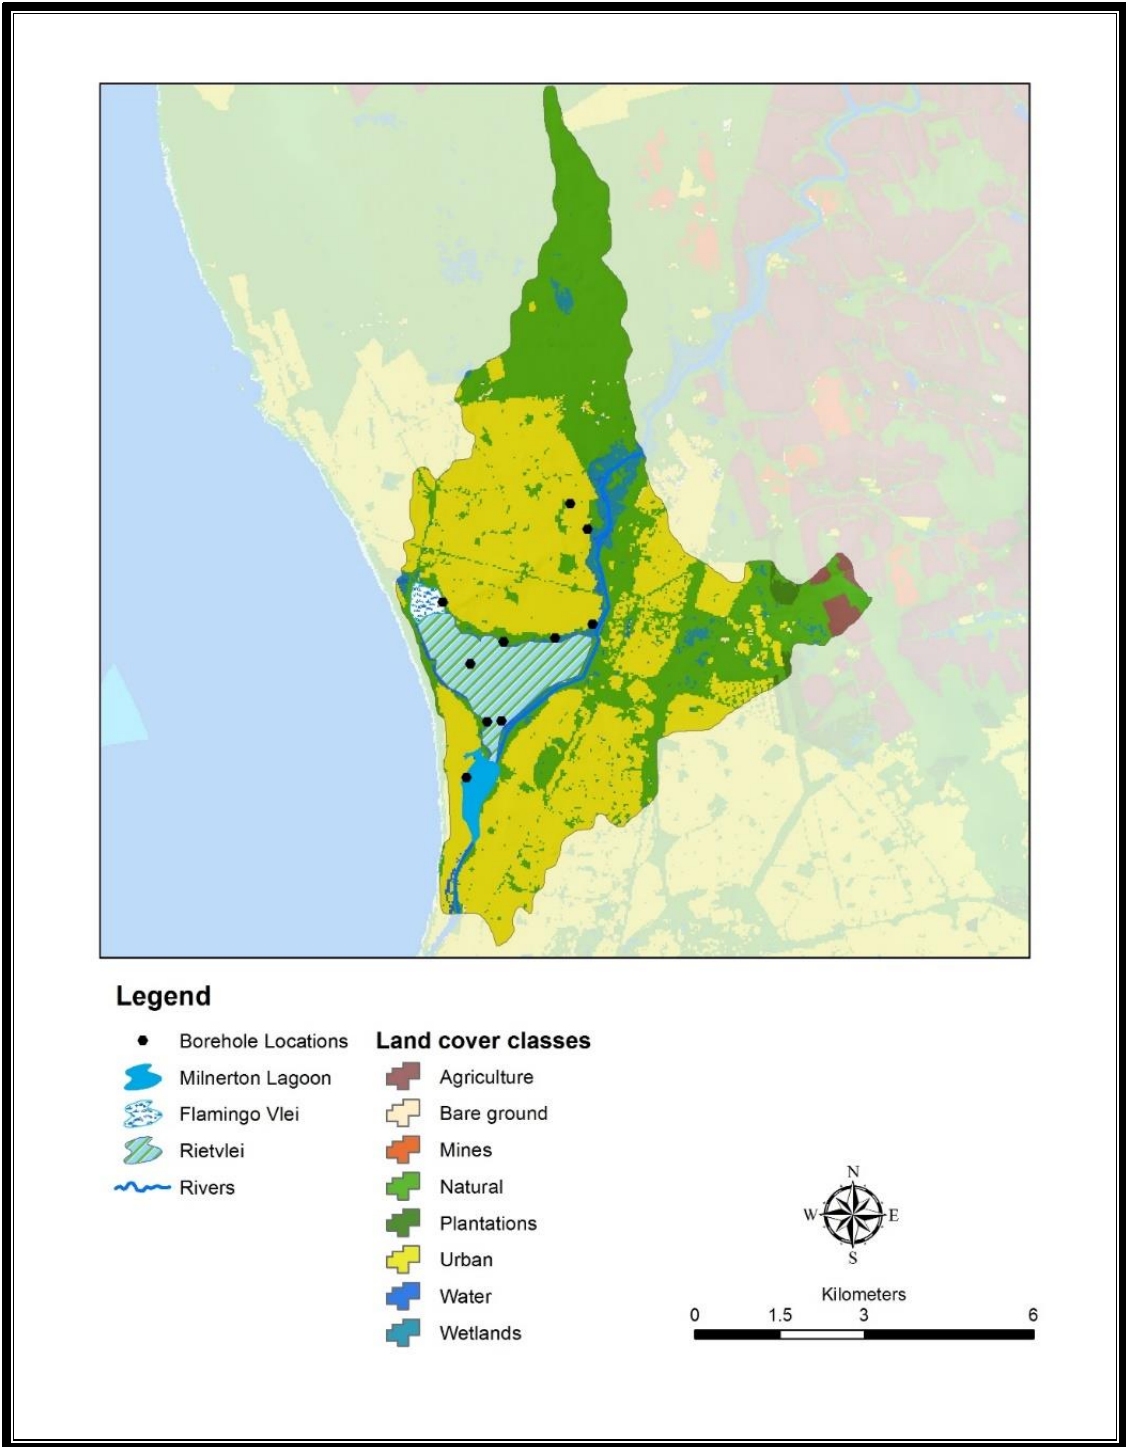 Legend
Borehole Locations
Milnerton Lagoon
Flamingo Vlei
Rietvlei
Rivers
Land cover classes
Agriculture
Bare ground
Mines
Natural
Plantations
Urban
Water
Wetlands
N
W E
S
Kilometers
0 1.5 3 6